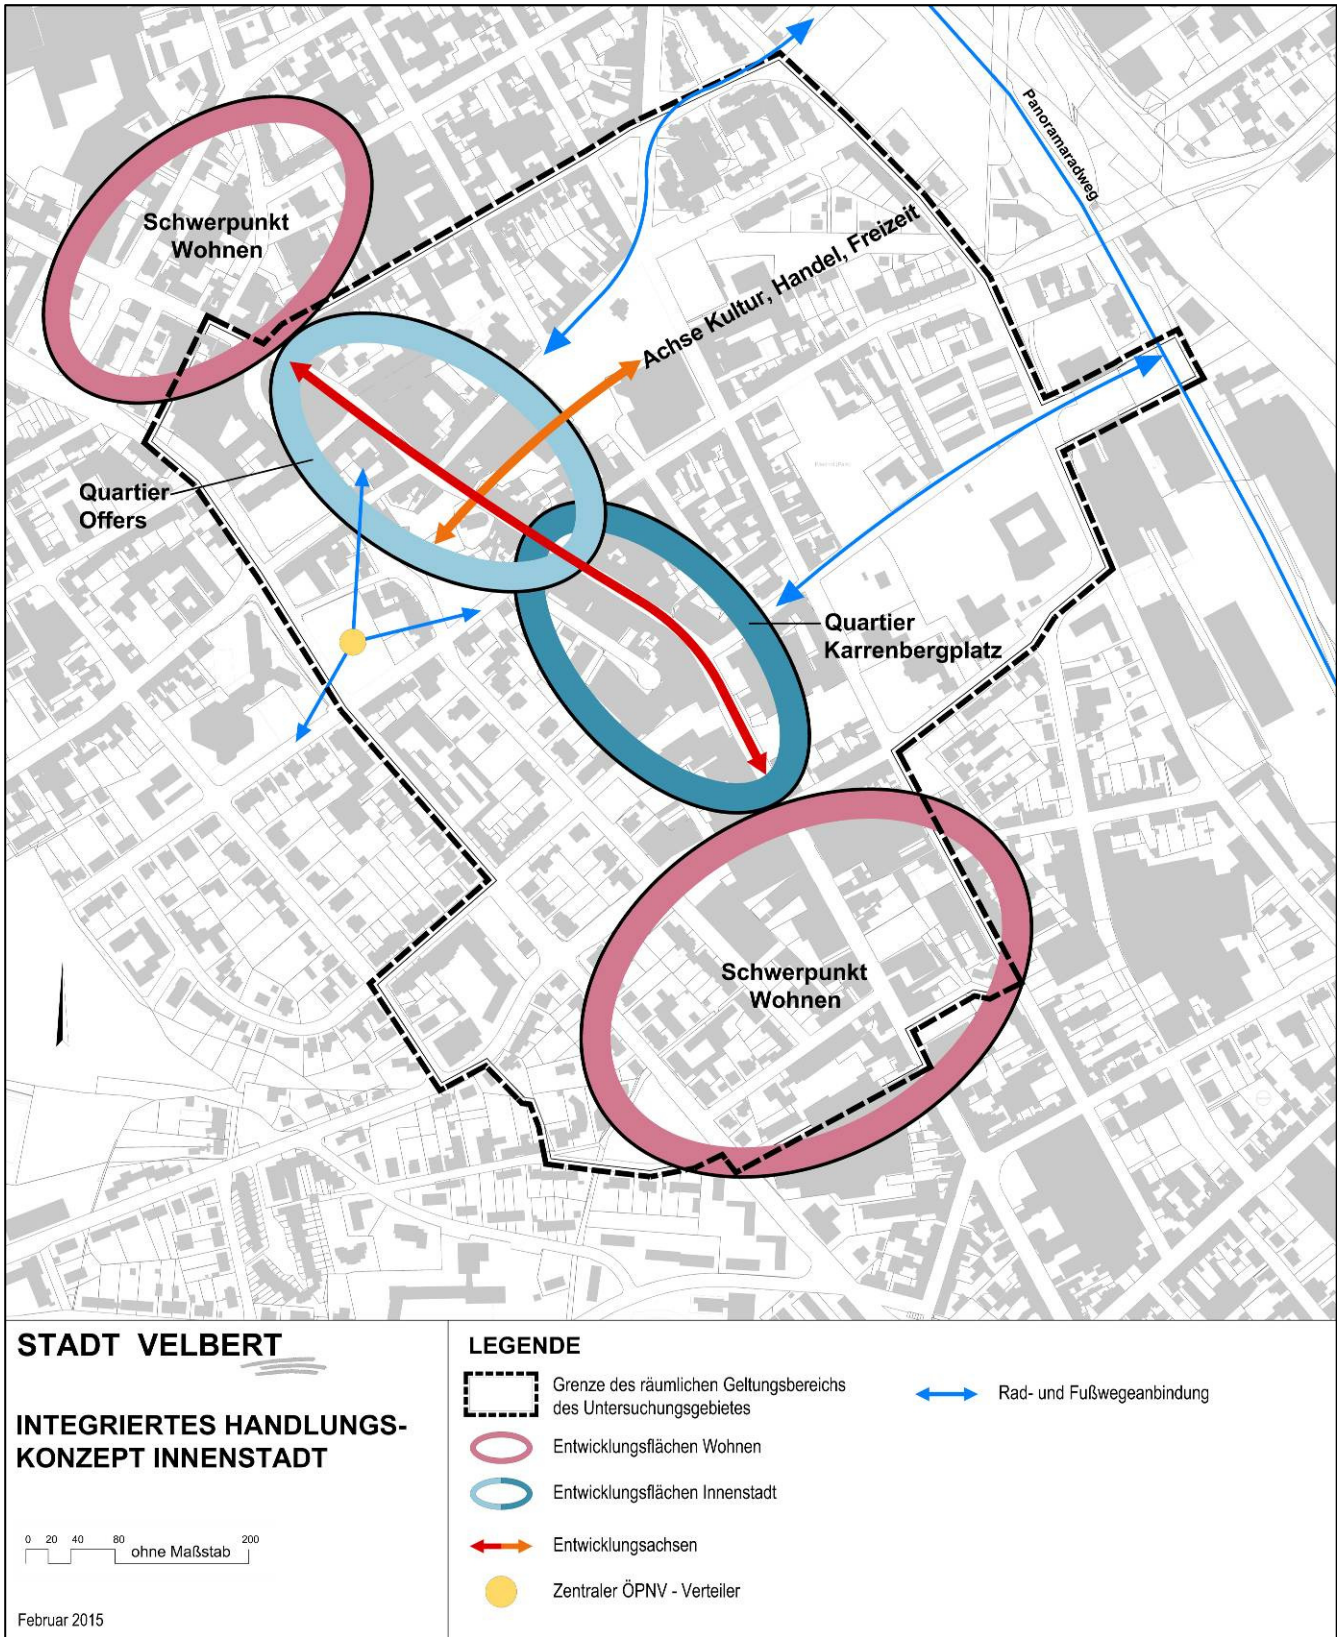 Panoramaradweg
Schwerpunkt
Wohnen
Achse Kultur, Handel, Freizeit
Quartier
Offers
Quartier
Karrenbergplatz
Schwerpunkt
Wohnen
STADT VELBERT
INTEGRIERTES HANDLUNGS-
KONZEPT INNENSTADT
0 20 40 80 200
ohne Maßstab
Februar 2015
LEGENDE
Grenze des räumlichen Geltungsbereichs
des Untersuchungsgebietes
Entwicklungsflächen Wohnen
Entwicklungsflächen Innenstadt
Entwicklungsachsen
Zentraler ÖPNV - Verteiler
Rad- und Fußwegeanbindung